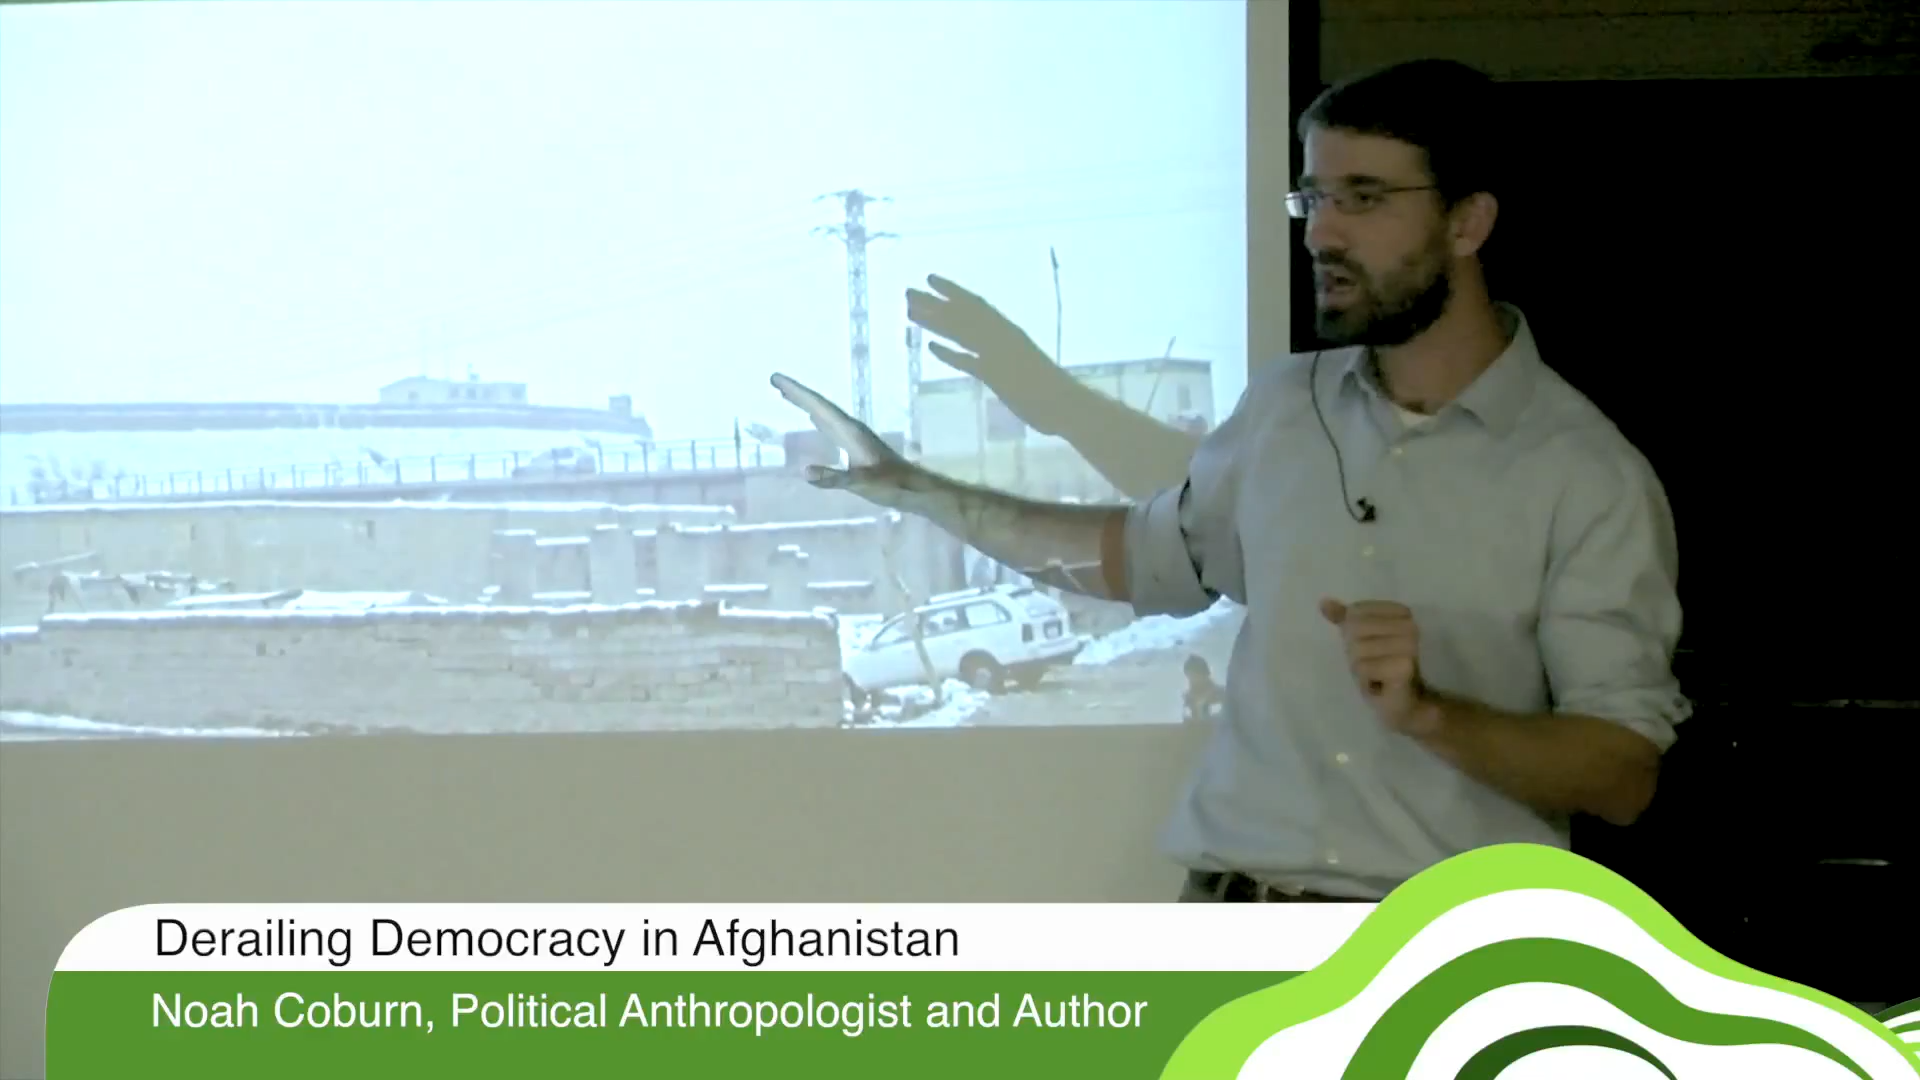 Derailing Democracy in Afghanistan
Noah Coburn, Political Anthropologist and Author